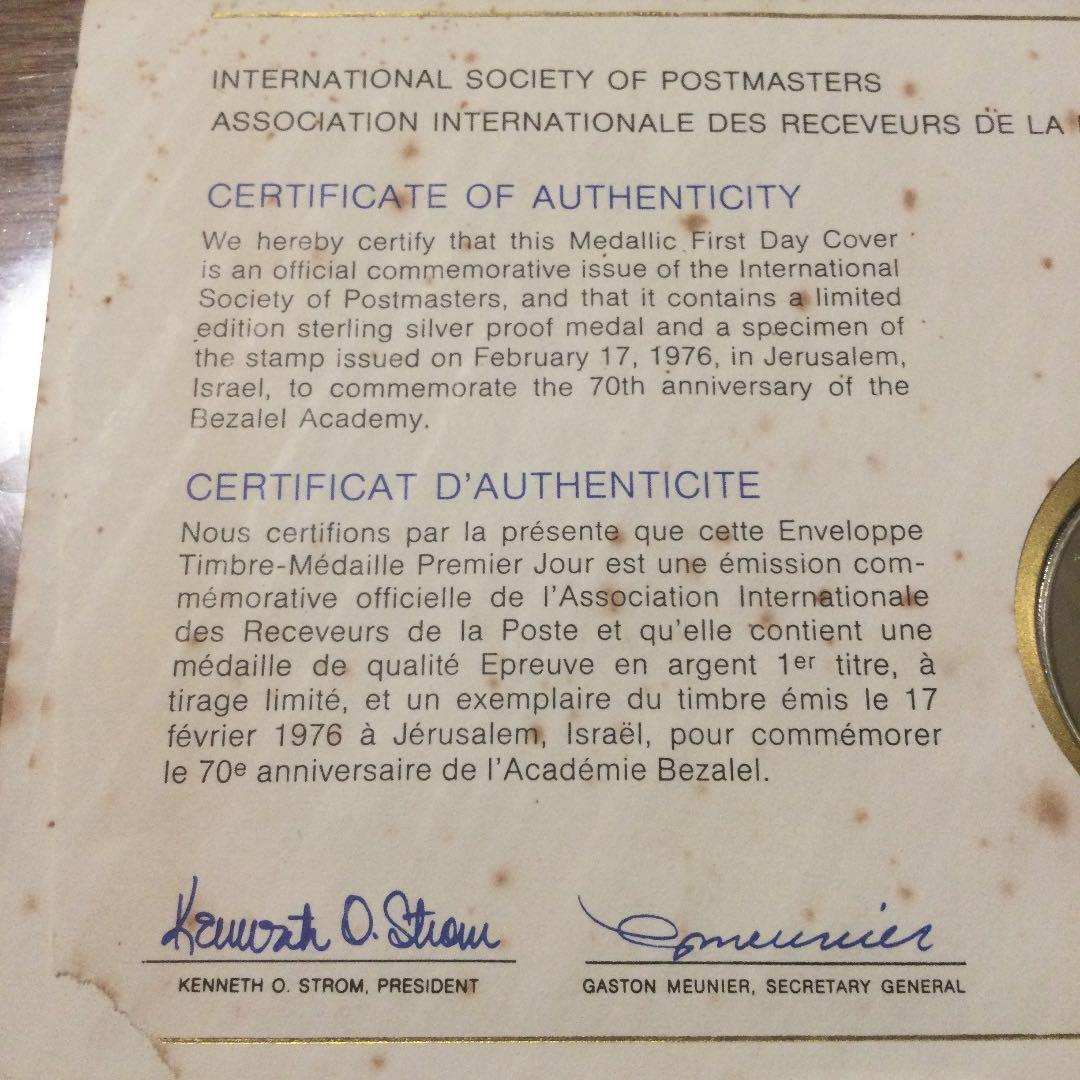 INTERNATIONAL SOCIETY OF POSTMASTERS
ASSOCIATION INTERNATIONALE DES RECEVEURS DE LA
CERTIFICATE OF AUTHENTICITY
We hereby certify that this Medallic First Day Cover
is an official commemorative issue of the International
Society of Postmasters, and that it contains a limited
edition sterling silver proof medal and a specimen of
the stamp issued on February 17, 1976, in Jerusalem,
Israel, to commemorate the 70th anniversary of the
Bezalel Academy.
CERTIFICAT D'AUTHENTICITE
Nous certifions par la présente que cette Enveloppe
Timbre-Médaille Premier Jour est une émission com-
mémorative officielle de l'Association Internationale
des Receveurs de la Poste et qu'elle contient une
médaille de qualité Epreuve en argent 1er titre, à
tirage limité, et un exemplaire du timbre émis le 17
février 1976 à Jérusalem, Israël, pour commémorer
le 70e anniversaire de l'Académie Bezalel.
Kenneth O. Strom
G Meunier
KENNETH O. STROM, PRESIDENT
GASTON MEUNIER, SECRETARY GENERAL